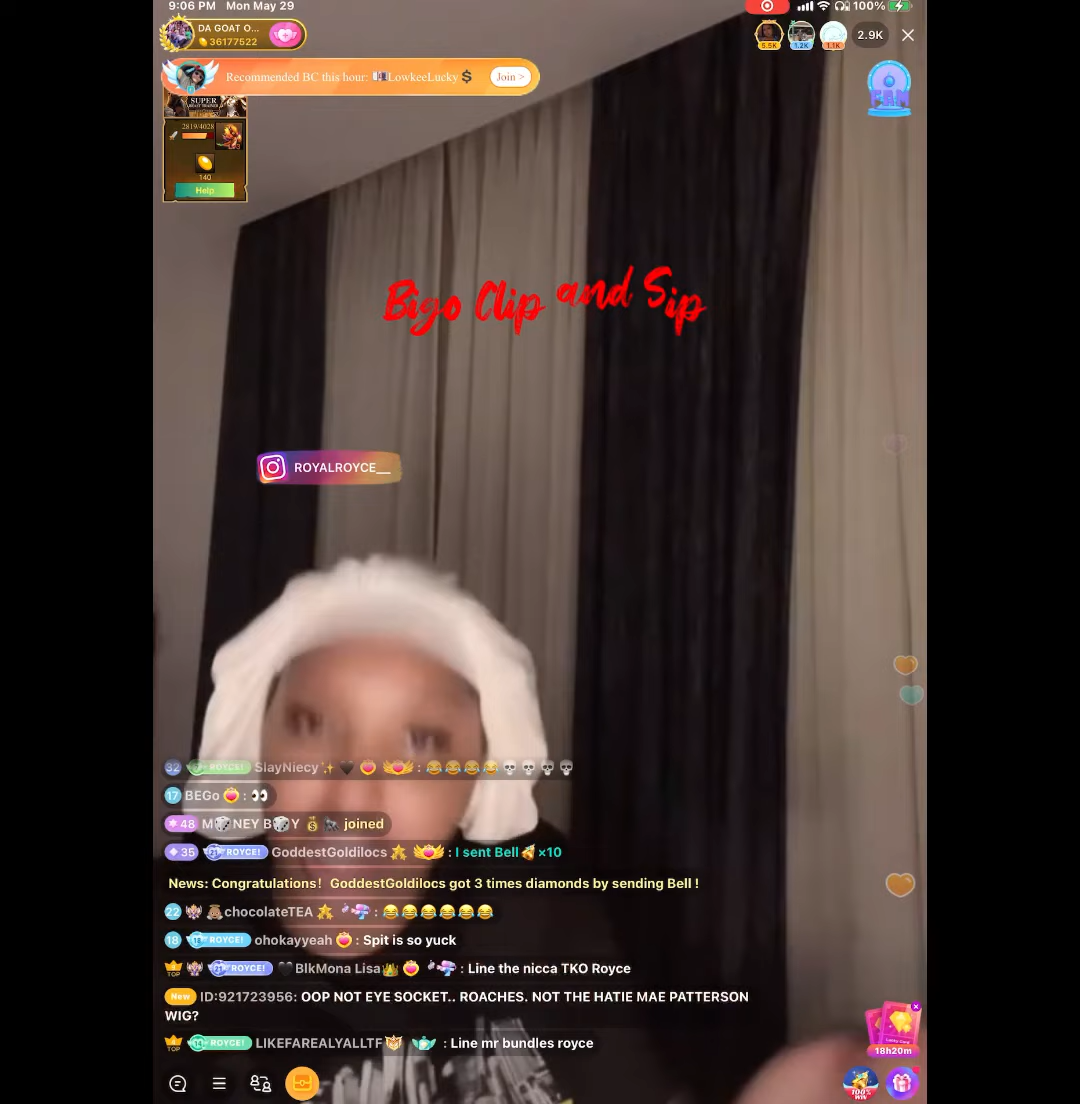 9:06 PM Mon May 29
100%
DA GOAT O...
36177522
5.5K
1.2K
1.1K
2.9K
Recommended BC this hour: LowkeeLucky $
Join >
FAM
SUPER
2819/4028
140
Help
Bigo Clip and Sip
ROYALROYCE__
32 ROYCE! SlayNiecy✨🖤 : 😂😂😂😂💀💀💀💀
17 BEGo : 👀
48 M🎲NEY B🎲Y 💰🦍 joined
35 ROYCE! GoddestGoldilocs : I sent Bell ×10
News: Congratulations! GoddestGoldilocs got 3 times diamonds by sending Bell !
22 chocolateTEA : 😂😂😂😂😂😂
18 ROYCE! ohokayyeah : Spit is so yuck
TOP ROYCE! 🖤BlkMona Lisa : Line the nicca TKO Royce
New ID:921723956: OOP NOT EYE SOCKET.. ROACHES. NOT THE HATIE MAE PATTERSON
WIG?
TOP ROYCE! LIKEFAREALYALLTF : Line mr bundles royce
18h20m
100%
WIN